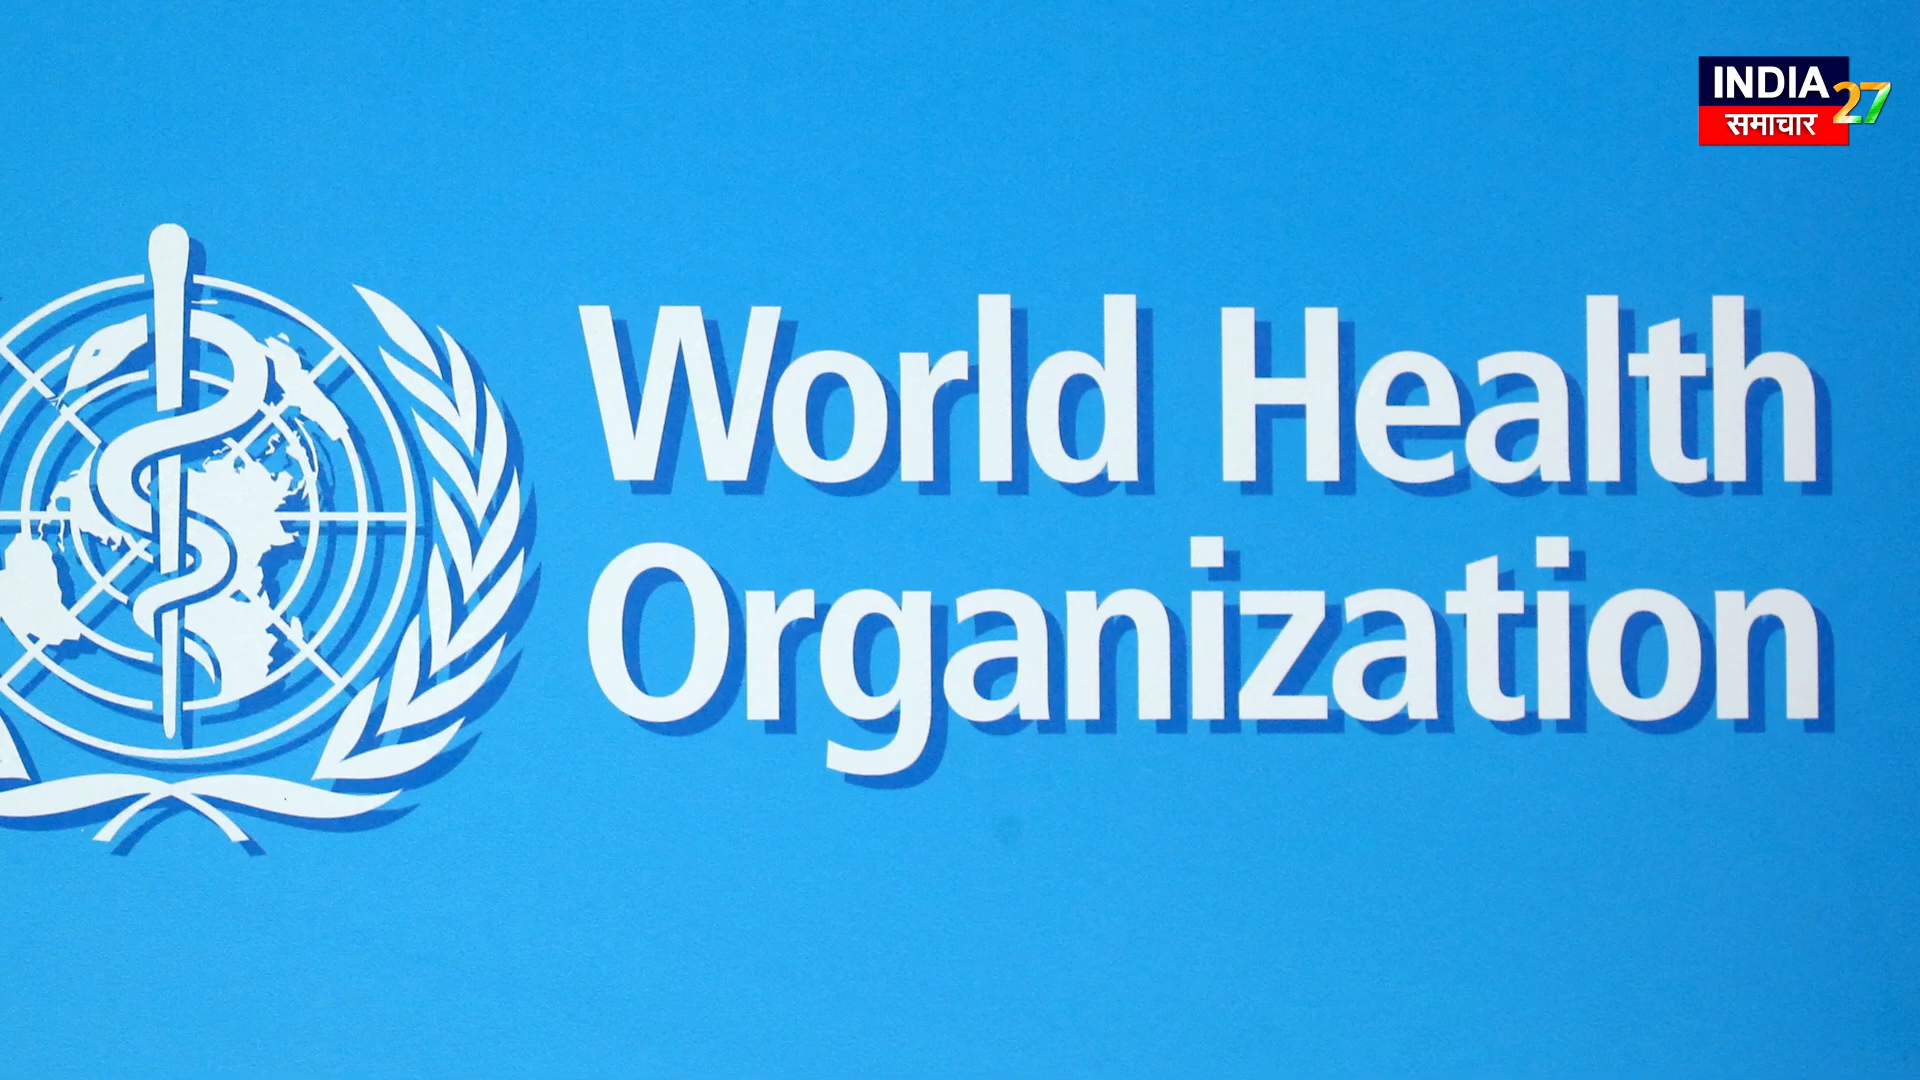 INDIA
समाचार
27
World Health
Organization